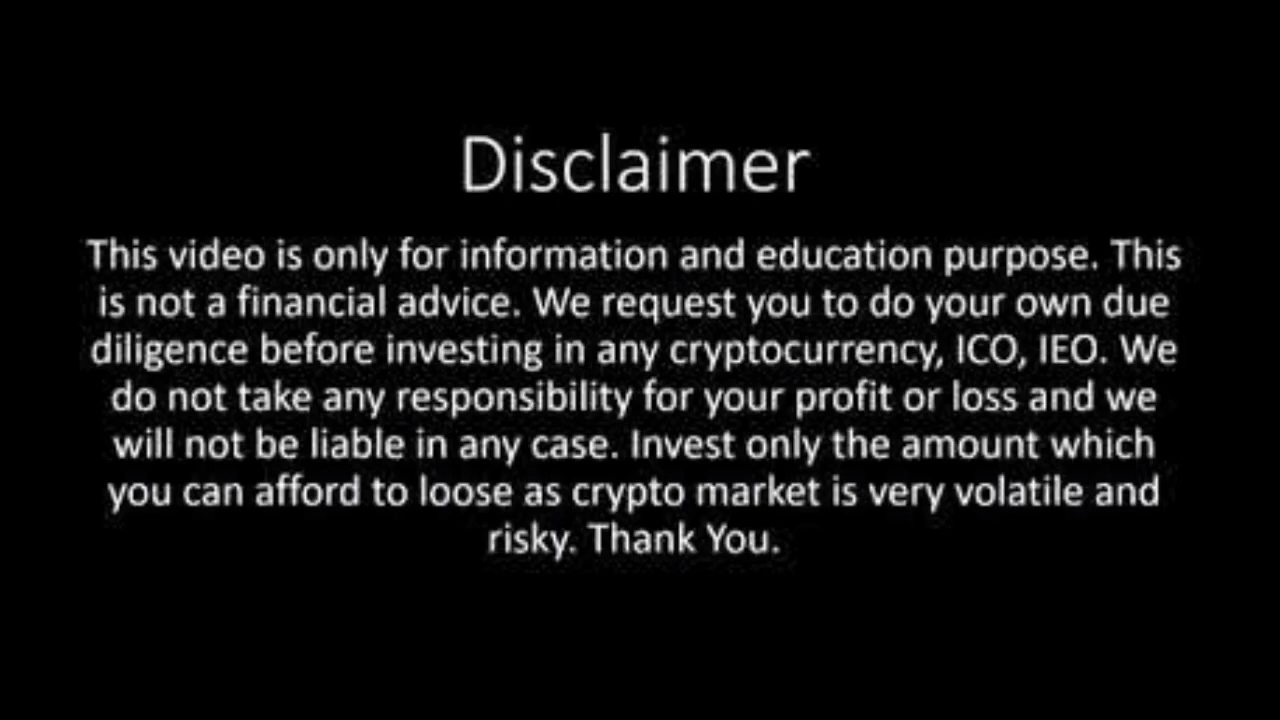 Disclaimer
This video is only for information and education purpose. This
is not a financial advice. We request you to do your own due
diligence before investing in any cryptocurrency, ICO, IEO. We
do not take any responsibility for your profit or loss and we
will not be liable in any case. Invest only the amount which
you can afford to loose as crypto market is very volatile and
risky. Thank You.